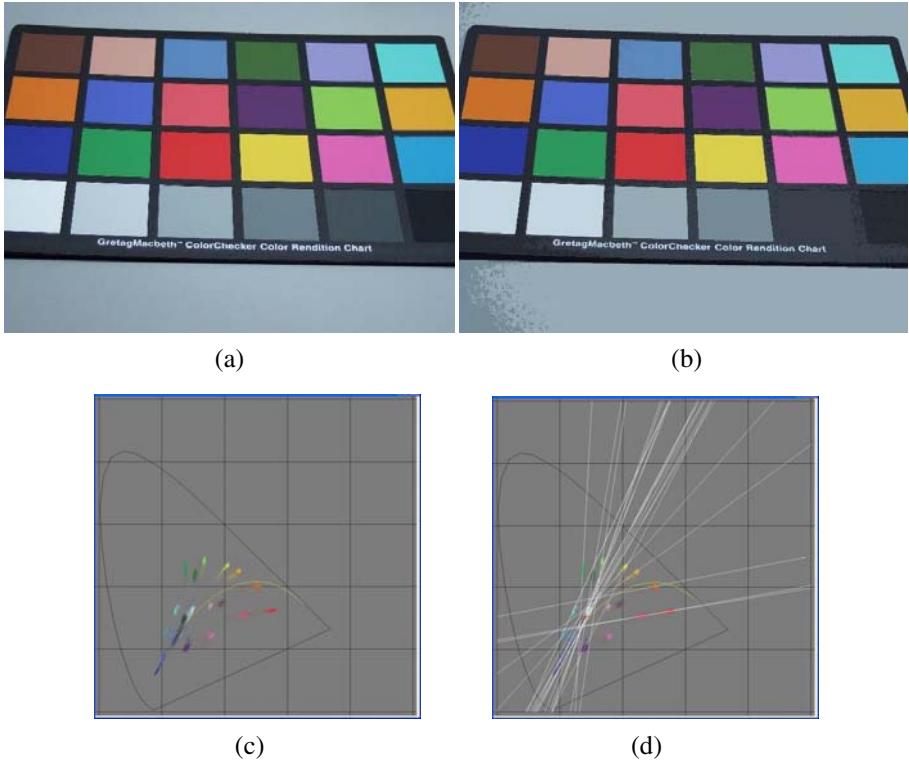 GretagMacbeth™ ColorChecker Color Rendition Chart
GretagMacbeth™ ColorChecker Color Rendition Chart
(a)
(b)
(c)
(d)